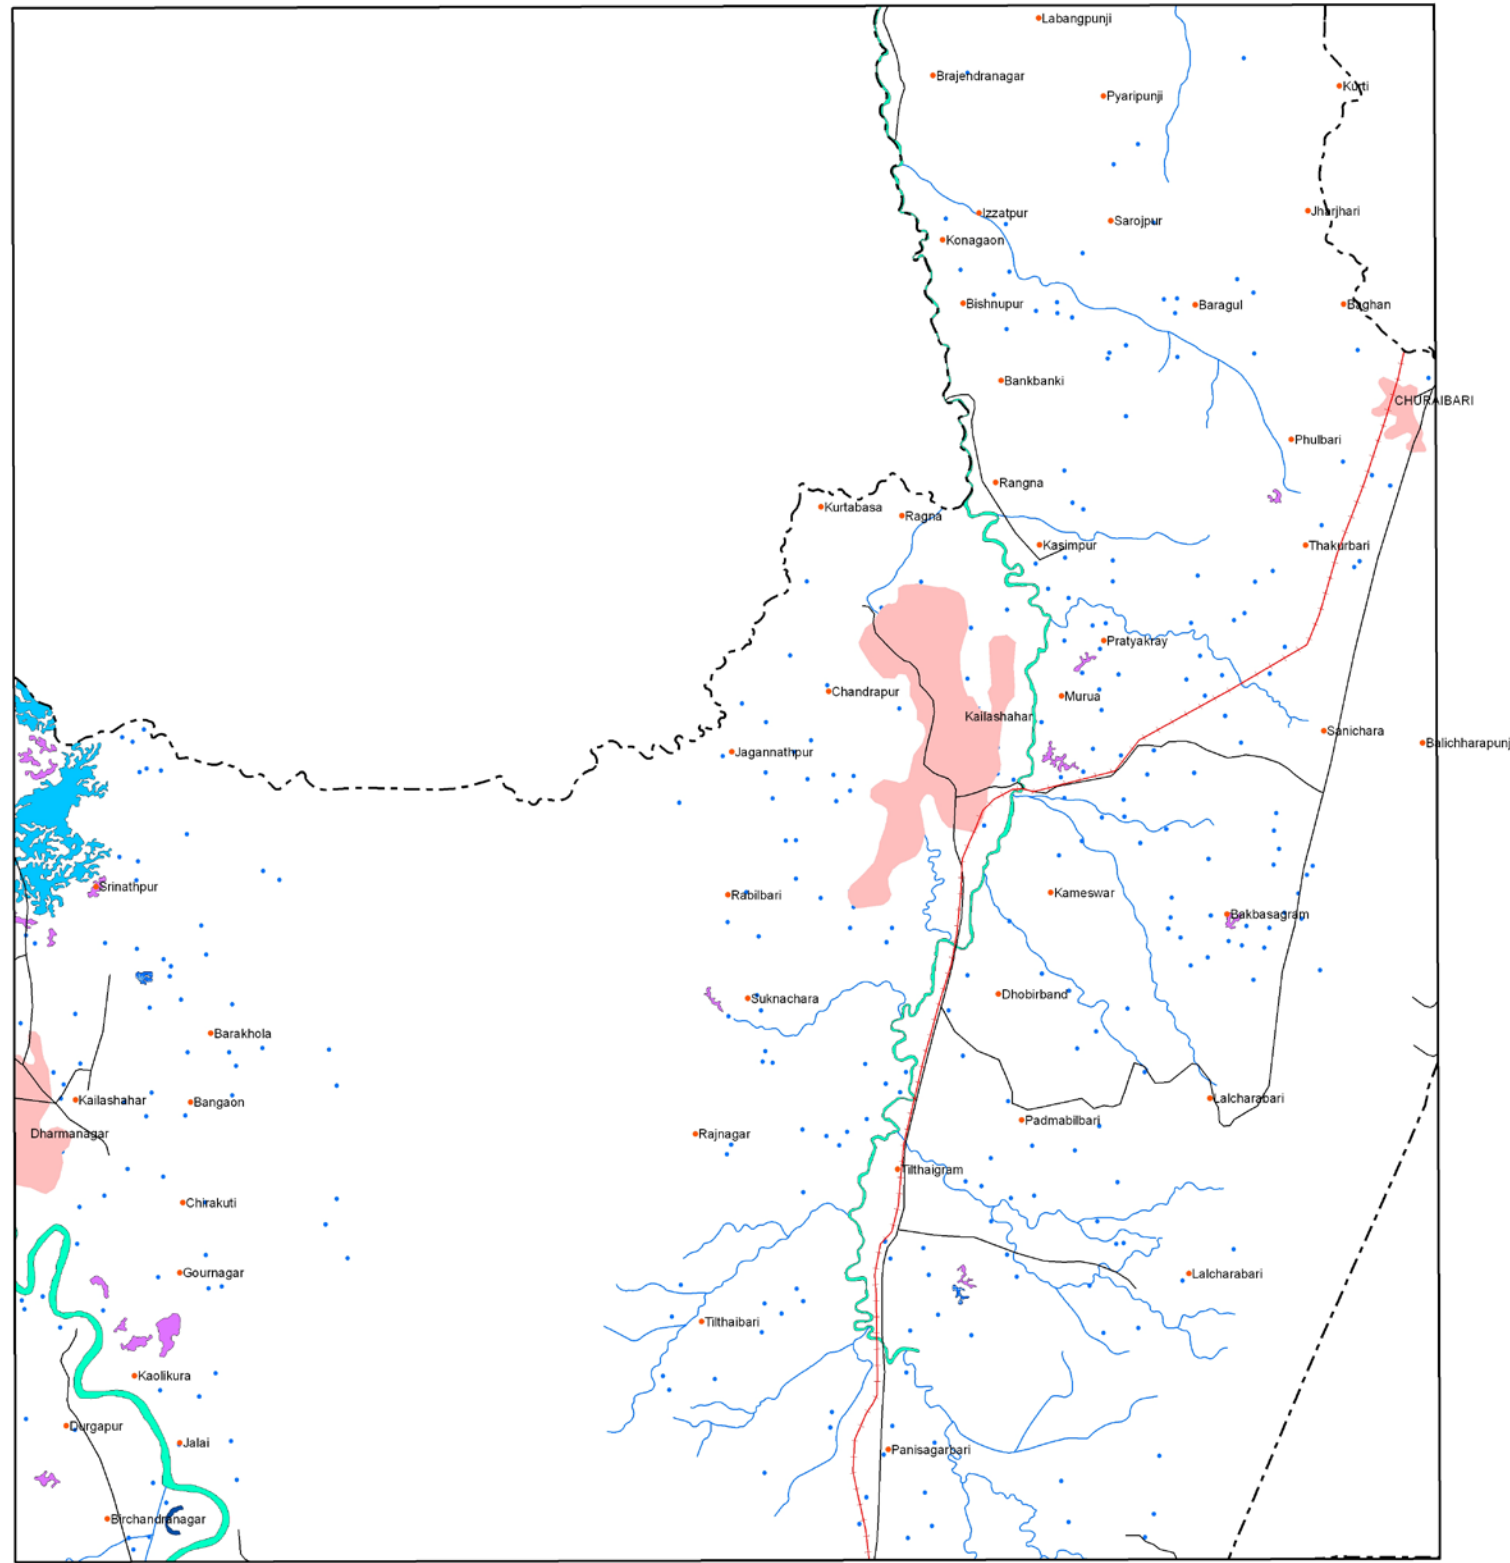 Labangpunji
Brajendranagar
Kurti
Pyaripunji
Izzatpur
Jharjhari
Sarojpur
Konagaon
Bishnupur
Baragul
Baghan
Bankbanki
CHURAIBARI
Phulbari
Rangna
Kurtabasa
Ragna
Kasimpur
Thakurbari
Pratyakray
Chandrapur
Murua
Kailashahar
Sanichara
Balichharapunj
Jagannathpur
Srinathpur
Rabilbari
Kameswar
Bakbasagram
Dhobirband
Suknachara
Barakhola
Kailashahar
Bangaon
Lalcharabari
Padmabilbari
Dharmanagar
Rajnagar
Tilthaigram
Chirakuti
Gournagar
Lalcharabari
Tilthaibari
Kaolikura
Durgapur
Jalai
Panisagarbari
Birchandranagar